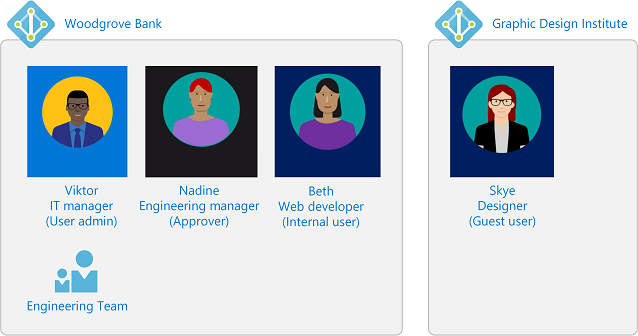 Woodgrove Bank
Graphic Design Institute
Viktor
IT manager
(User admin)
Nadine
Engineering manager
(Approver)
Beth
Web developer
(Internal user)
Skye
Designer
(Guest user)
Engineering Team